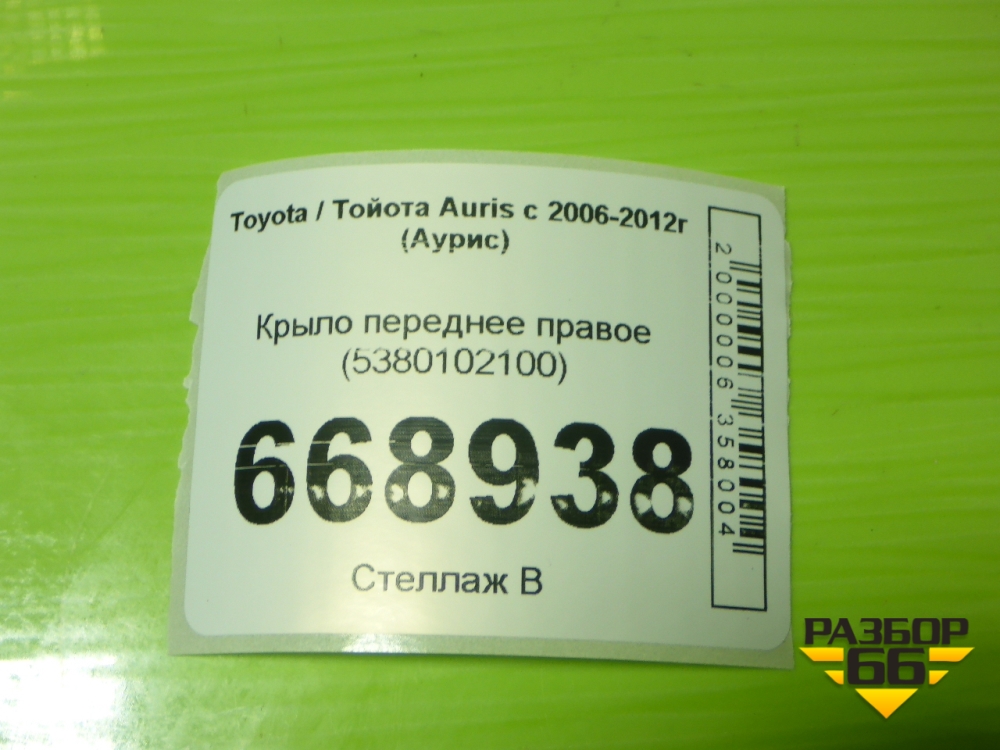 Toyota / Тойота Auris с 2006-2012г
(Аурис)
Крыло переднее правое
(5380102100)
668938
Стеллаж В
2000006358004
РАЗБОР
66